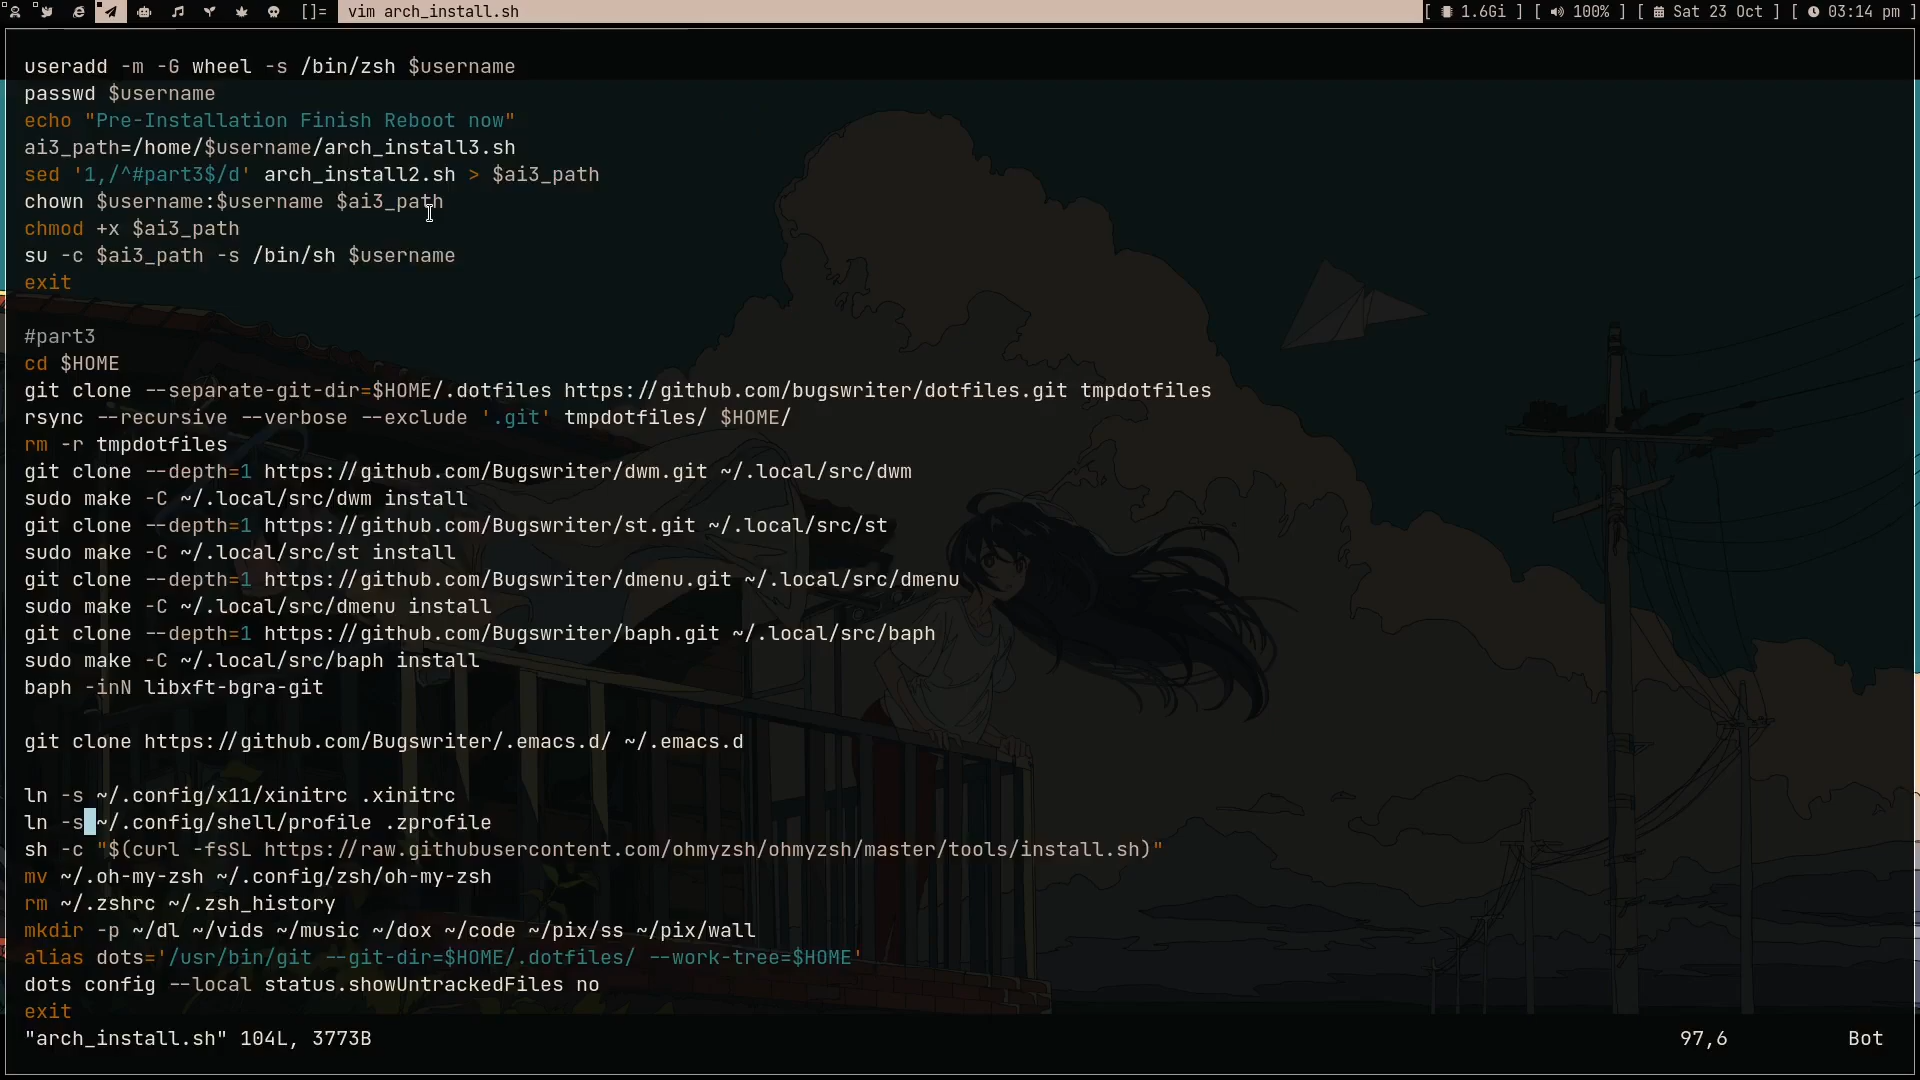 []= vim arch_install.sh [ 1.6Gi ] [ 100% ] [ Sat 23 Oct ] [ 03:14 pm ]
useradd -m -G wheel -s /bin/zsh $username
passwd $username
echo "Pre-Installation Finish Reboot now"
ai3_path=/home/$username/arch_install3.sh
sed '1,/^#part3$/d' arch_install2.sh > $ai3_path
chown $username:$username $ai3_path
chmod +x $ai3_path
su -c $ai3_path -s /bin/sh $username
exit
#part3
cd $HOME
git clone --separate-git-dir=$HOME/.dotfiles https://github.com/bugswriter/dotfiles.git tmpdotfiles
rsync --recursive --verbose --exclude '.git' tmpdotfiles/ $HOME/
rm -r tmpdotfiles
git clone --depth=1 https://github.com/Bugswriter/dwm.git ~/.local/src/dwm
sudo make -C ~/.local/src/dwm install
git clone --depth=1 https://github.com/Bugswriter/st.git ~/.local/src/st
sudo make -C ~/.local/src/st install
git clone --depth=1 https://github.com/Bugswriter/dmenu.git ~/.local/src/dmenu
sudo make -C ~/.local/src/dmenu install
git clone --depth=1 https://github.com/Bugswriter/baph.git ~/.local/src/baph
sudo make -C ~/.local/src/baph install
baph -inN libxft-bgra-git
git clone https://github.com/Bugswriter/.emacs.d/ ~/.emacs.d
ln -s ~/.config/x11/xinitrc .xinitrc
ln -s ~/.config/shell/profile .zprofile
sh -c "$(curl -fsSL https://raw.githubusercontent.com/ohmyzsh/ohmyzsh/master/tools/install.sh)"
mv ~/.oh-my-zsh ~/.config/zsh/oh-my-zsh
rm ~/.zshrc ~/.zsh_history
mkdir -p ~/dl ~/vids ~/music ~/dox ~/code ~/pix/ss ~/pix/wall
alias dots='/usr/bin/git --git-dir=$HOME/.dotfiles/ --work-tree=$HOME'
dots config --local status.showUntrackedFiles no
exit
"arch_install.sh" 104L, 3773B 97,6 Bot